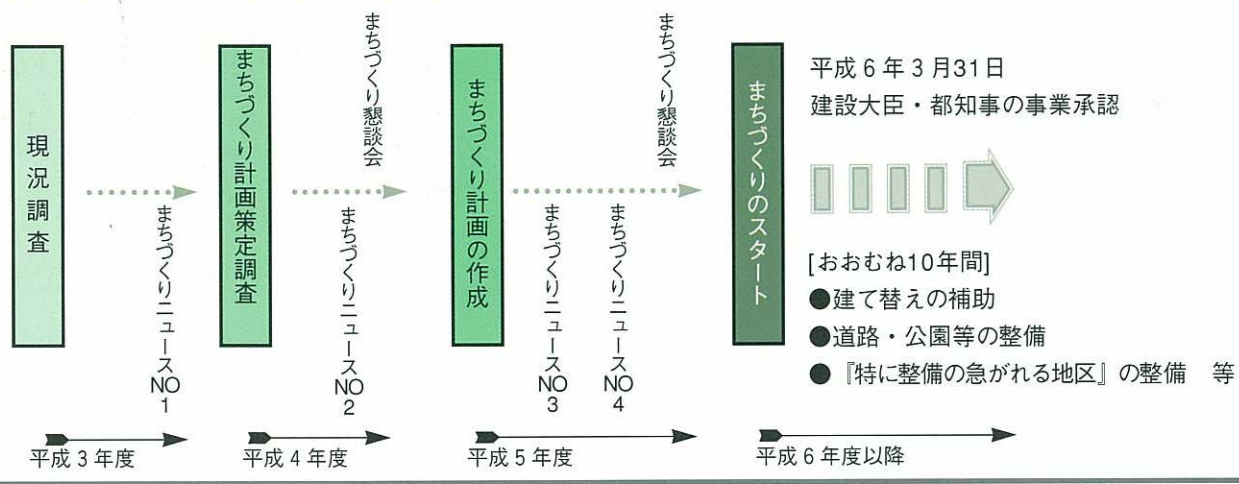 現況調査
まちづくりニュースNO1
まちづくり計画策定調査
まちづくり懇談会
まちづくりニュースNO2
まちづくり計画の作成
まちづくりニュースNO3
まちづくりニュースNO4
まちづくり懇談会
まちづくりのスタート
平成6年3月31日
建設大臣・都知事の事業承認
[おおむね10年間]
●建て替えの補助
●道路・公園等の整備
●『特に整備の急がれる地区』の整備 等
平成3年度
平成4年度
平成5年度
平成6年度以降